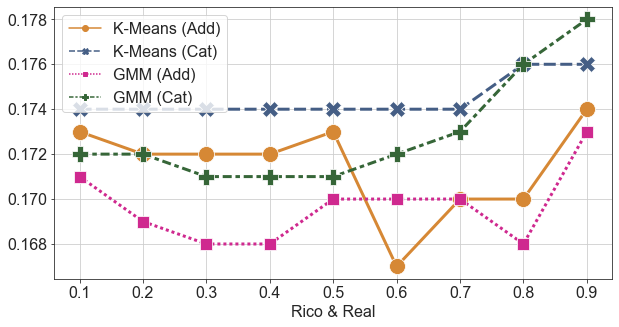 0.178
0.176
0.174
0.172
0.170
0.168
K-Means (Add)
K-Means (Cat)
GMM (Add)
GMM (Cat)
0.1 0.2 0.3 0.4 0.5 0.6 0.7 0.8 0.9
Rico & Real